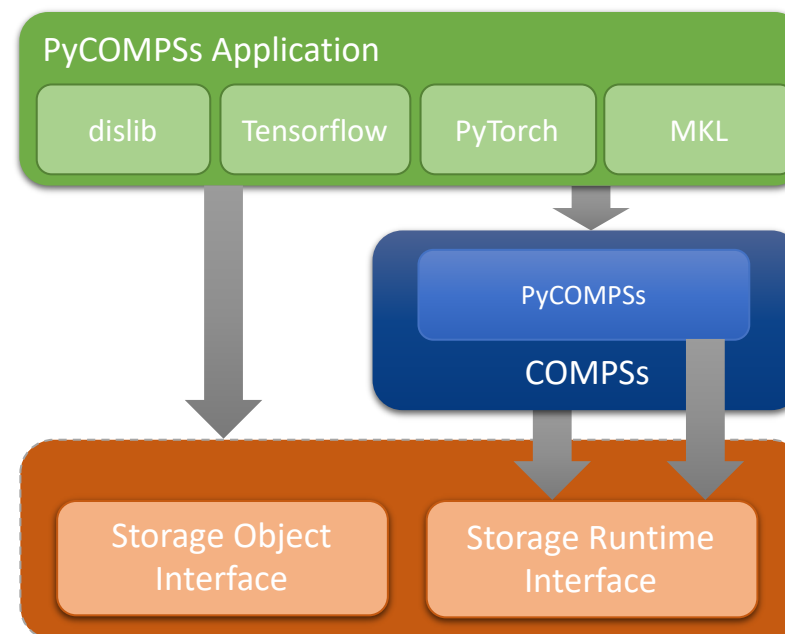 PyCOMPSs Application
dislib
Tensorflow
PyTorch
MKL
PyCOMPSs
COMPSs
Storage Object
Interface
Storage Runtime
Interface